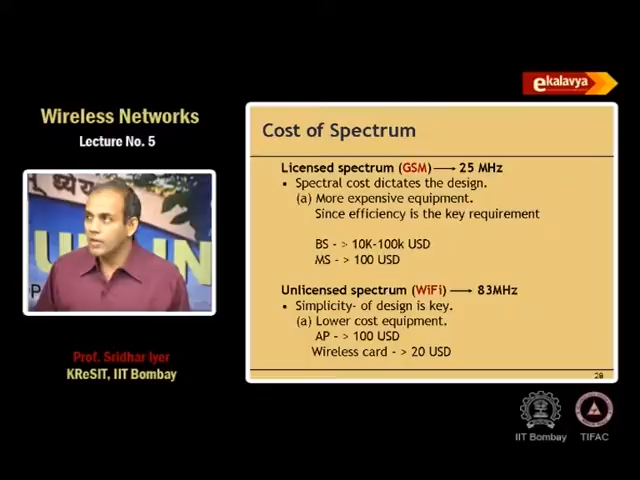 ekalavya
Wireless Networks
Lecture No. 5
Prof. Sridhar Iyer
KReSIT, IIT Bombay
Cost of Spectrum
Licensed spectrum (GSM) → 25 MHz
• Spectral cost dictates the design.
(a) More expensive equipment.
Since efficiency is the key requirement
BS - > 10K-100k USD
MS - > 100 USD
Unlicensed spectrum (WiFi) → 83MHz
• Simplicity- of design is key.
(a) Lower cost equipment.
AP - > 100 USD
Wireless card - > 20 USD
28
IIT Bombay
TIFAC